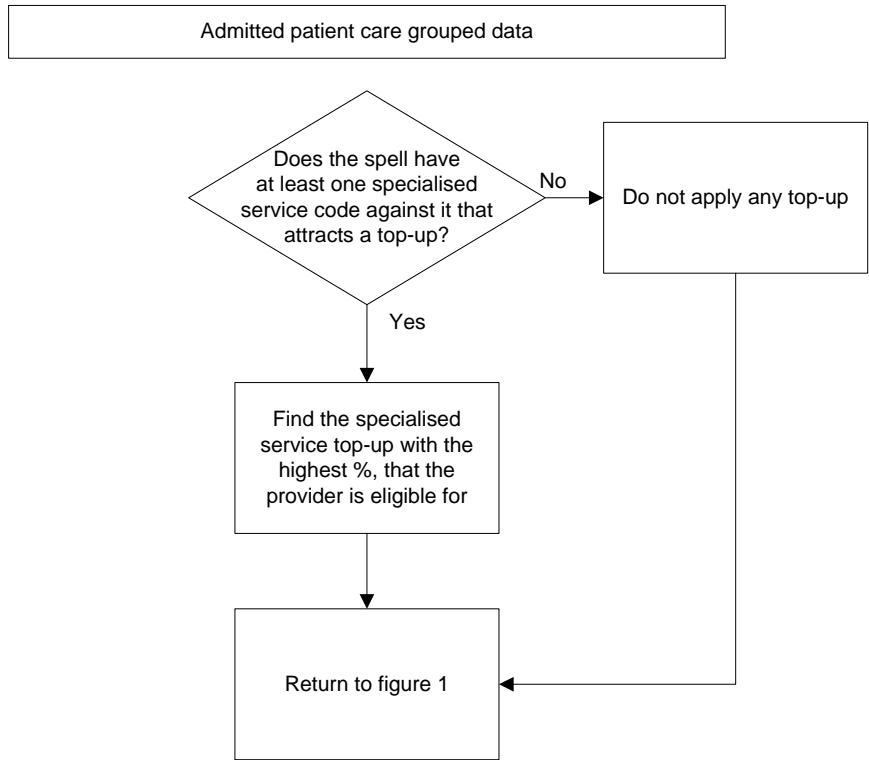 Admitted patient care grouped data
Does the spell have
at least one specialised
service code against it that
attracts a top-up?
No
Do not apply any top-up
Yes
Find the specialised
service top-up with the
highest %, that the
provider is eligible for
Return to figure 1